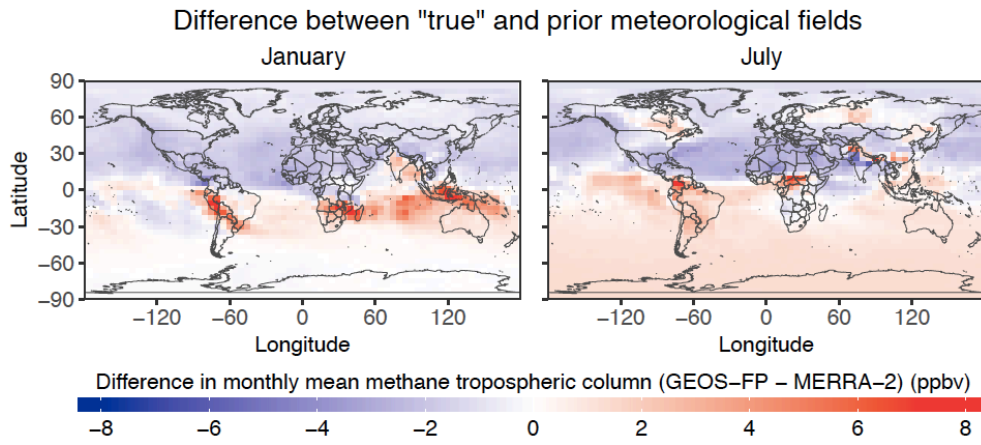 Difference between "true" and prior meteorological fields
January July
90
60
30
0
−30
−60
−90
Latitude
−120 −60 0 60 120 −120 −60 0 60 120
Longitude Longitude
Difference in monthly mean methane tropospheric column (GEOS−FP − MERRA−2) (ppbv)
−8 −6 −4 −2 0 2 4 6 8